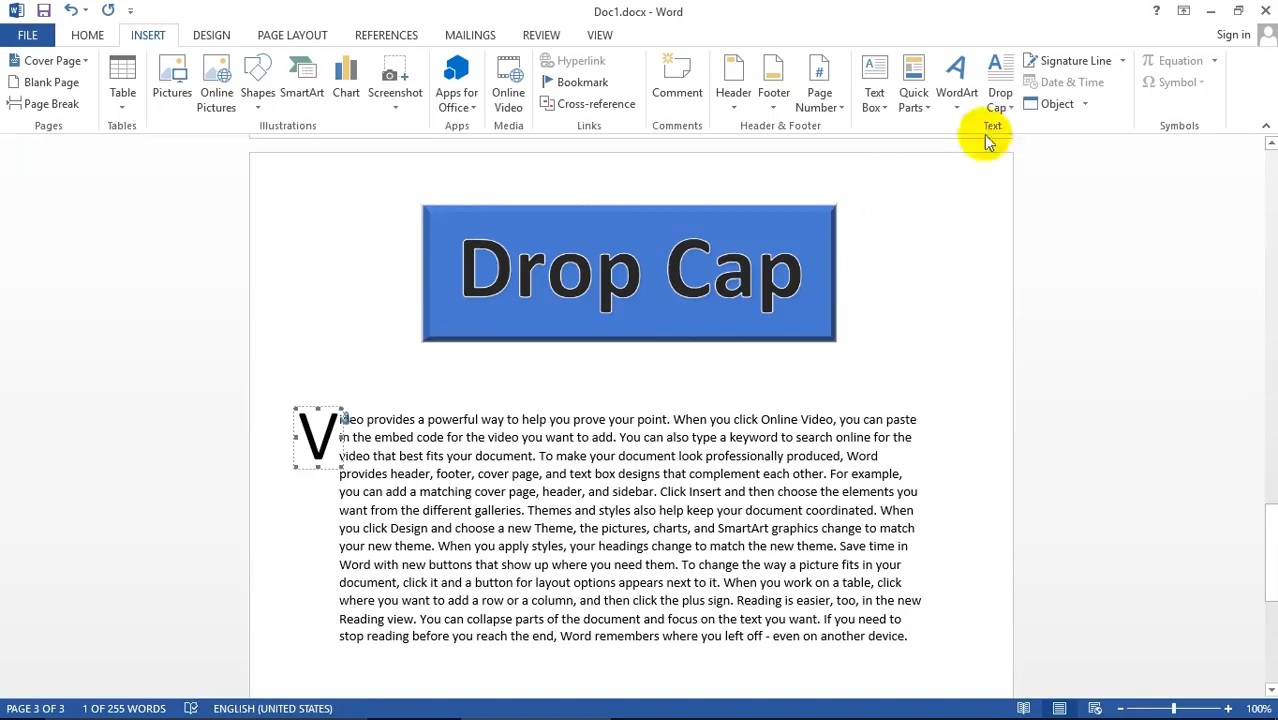 Doc1.docx - Word
FILE HOME INSERT DESIGN PAGE LAYOUT REFERENCES MAILINGS REVIEW VIEW Sign in
Cover Page
Blank Page
Page Break
Pages
Table
Tables
Pictures
Online Pictures
Shapes
SmartArt
Chart
Screenshot
Illustrations
Apps for Office
Apps
Online Video
Media
Hyperlink
Bookmark
Cross-reference
Links
Comment
Comments
Header
Footer
Page Number
Header & Footer
Text Box
Quick Parts
WordArt
Drop Cap
Signature Line
Date & Time
Object
Text
Equation
Symbol
Symbols
Drop Cap
Video provides a powerful way to help you prove your point. When you click Online Video, you can paste
in the embed code for the video you want to add. You can also type a keyword to search online for the
video that best fits your document. To make your document look professionally produced, Word
provides header, footer, cover page, and text box designs that complement each other. For example,
you can add a matching cover page, header, and sidebar. Click Insert and then choose the elements you
want from the different galleries. Themes and styles also help keep your document coordinated. When
you click Design and choose a new Theme, the pictures, charts, and SmartArt graphics change to match
your new theme. When you apply styles, your headings change to match the new theme. Save time in
Word with new buttons that show up where you need them. To change the way a picture fits in your
document, click it and a button for layout options appears next to it. When you work on a table, click
where you want to add a row or a column, and then click the plus sign. Reading is easier, too, in the new
Reading view. You can collapse parts of the document and focus on the text you want. If you need to
stop reading before you reach the end, Word remembers where you left off - even on another device.
PAGE 3 OF 3 1 OF 255 WORDS ENGLISH (UNITED STATES) 100%